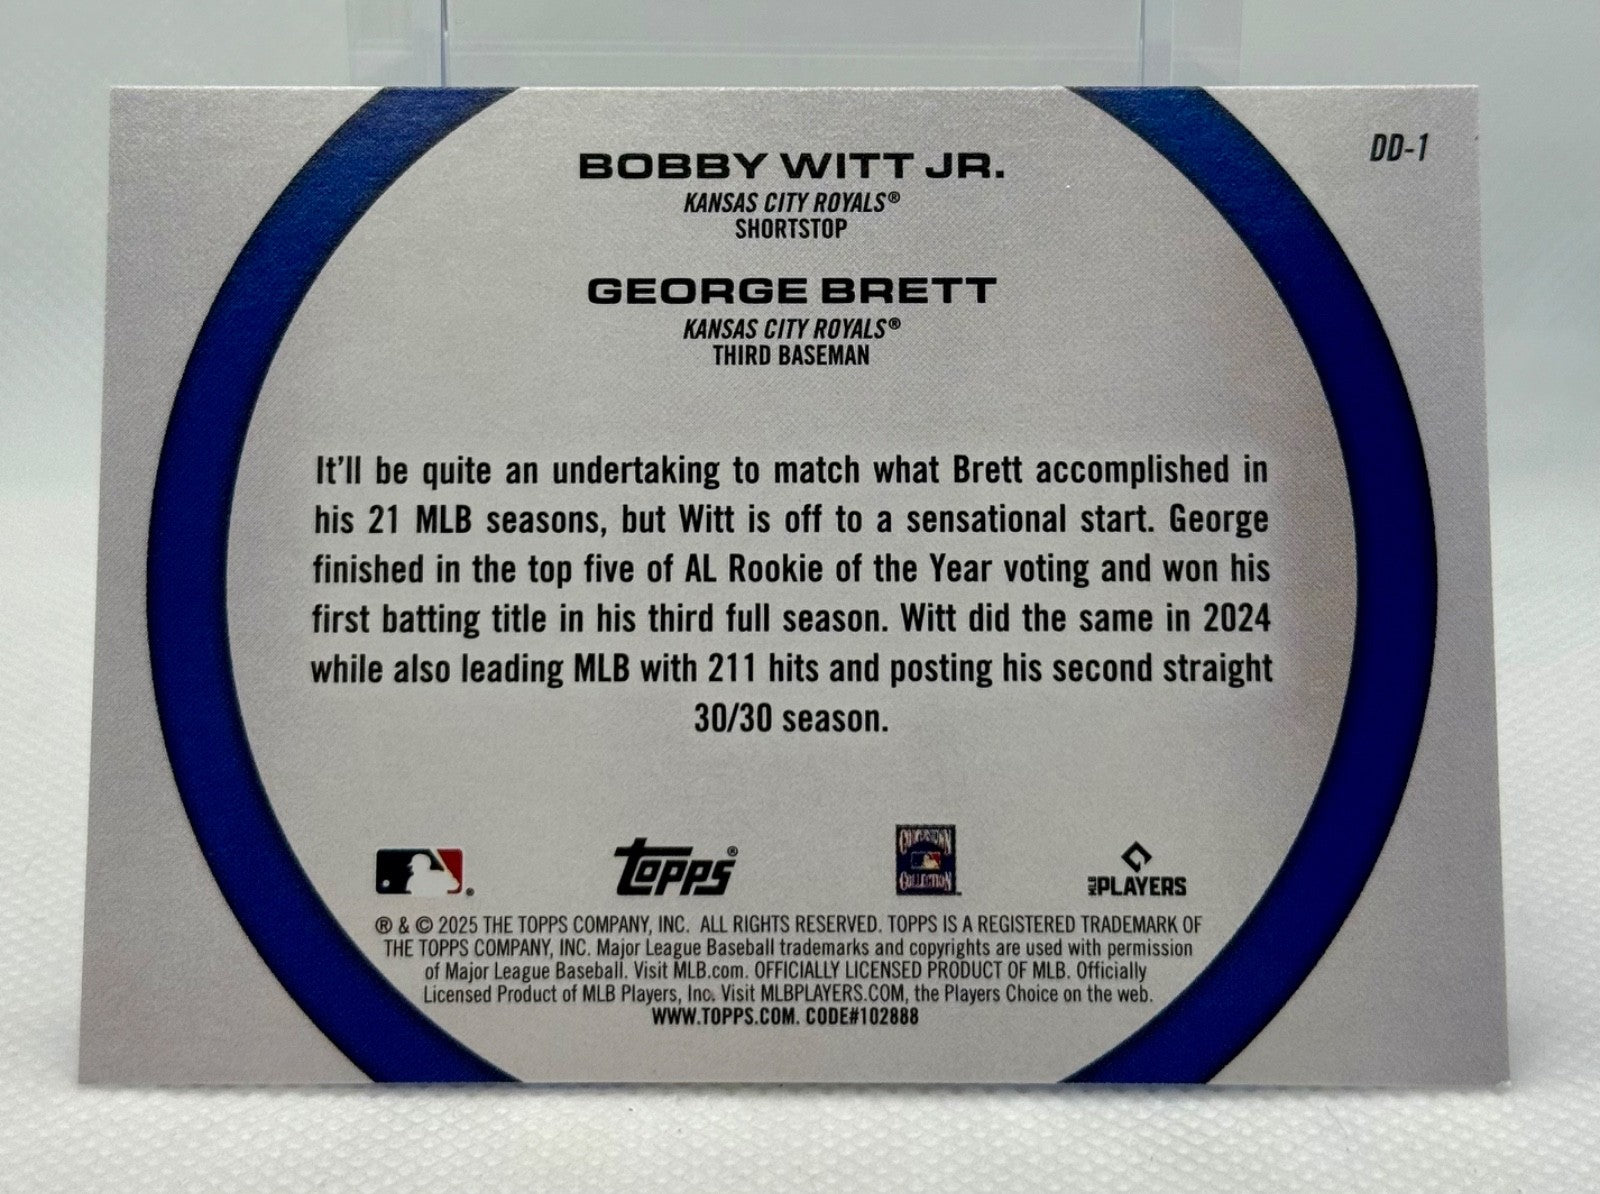 DD-1
BOBBY WITT JR.
KANSAS CITY ROYALS®
SHORTSTOP
GEORGE BRETT
KANSAS CITY ROYALS®
THIRD BASEMAN
It'll be quite an undertaking to match what Brett accomplished in
his 21 MLB seasons, but Witt is off to a sensational start. George
finished in the top five of AL Rookie of the Year voting and won his
first batting title in his third full season. Witt did the same in 2024
while also leading MLB with 211 hits and posting his second straight
30/30 season.
topps®
COOPERSTOWN
COLLECTION
MLB PLAYERS
® & © 2025 THE TOPPS COMPANY, INC. ALL RIGHTS RESERVED. TOPPS IS A REGISTERED TRADEMARK OF
THE TOPPS COMPANY, INC. Major League Baseball trademarks and copyrights are used with permission
of Major League Baseball. Visit MLB.com. OFFICIALLY LICENSED PRODUCT OF MLB. Officially
Licensed Product of MLB Players, Inc. Visit MLBPLAYERS.COM, the Players Choice on the web.
WWW.TOPPS.COM. CODE#102888